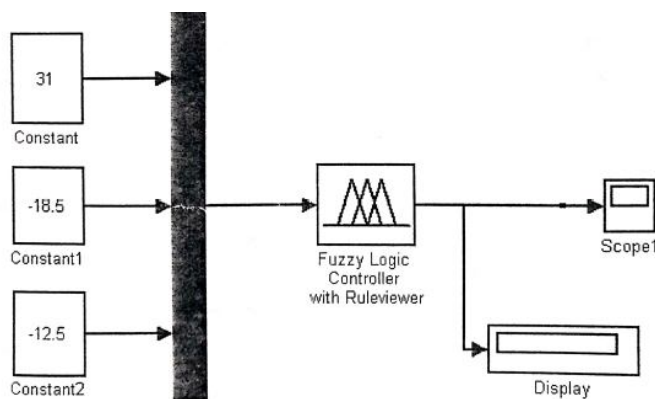 31
Constant
-18.5
Constant1
-12.5
Constant2
Fuzzy Logic
Controller
with Ruleviewer
Scope1
Display